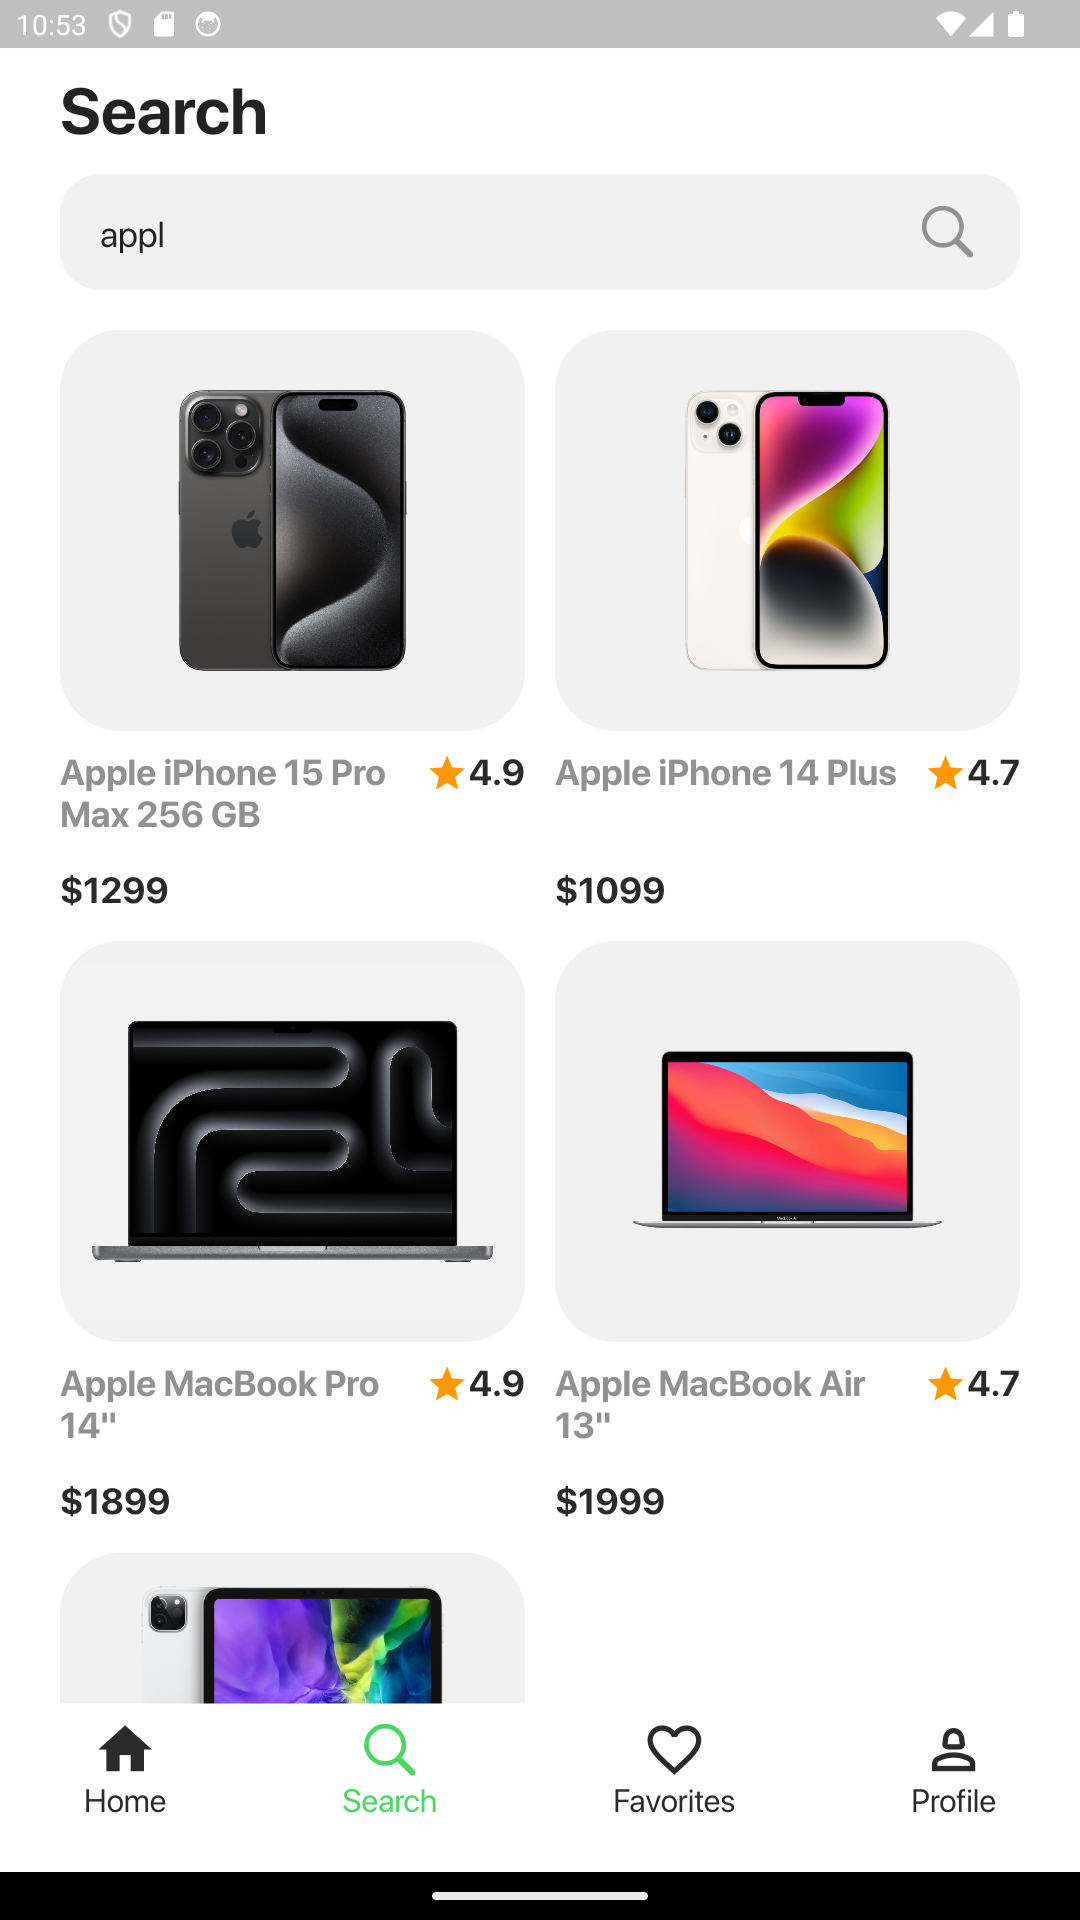 10:53
Search
appl
Apple iPhone 15 Pro
Max 256 GB
4.9
$1299
Apple iPhone 14 Plus
4.7
$1099
Apple MacBook Pro
14"
4.9
$1899
Apple MacBook Air
13"
4.7
$1999
Home
Search
Favorites
Profile